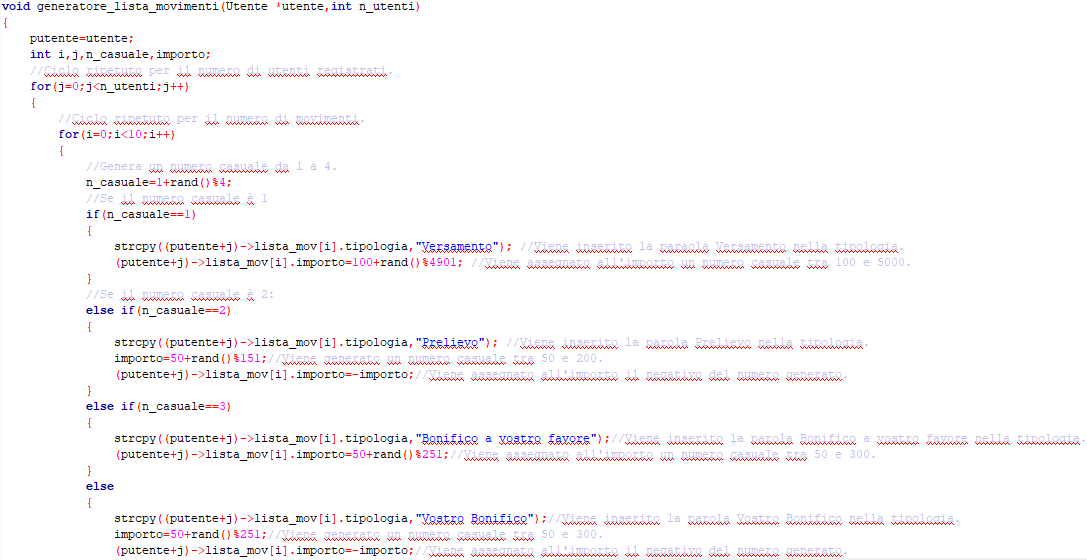 void generatore_lista_movimenti(Utente *utente,int n_utenti)
{
    putente=utente;
    int i,j,n_casuale,importo;
    //Ciclo ripetuto per il numero di utenti registrati.
    for(j=0;j<n_utenti;j++)
    {
        //Ciclo ripetuto per il numero di movimenti.
        for(i=0;i<10;i++)
        {
            //Genera un numero casuale da 1 a 4.
            n_casuale=1+rand()%4;
            //Se il numero casuale è 1
            if(n_casuale==1)
            {
                strcpy((putente+j)->lista_mov[i].tipologia,"Versamento"); //Viene inserito la paraola Versamento nella tipologia.
                (putente+j)->lista_mov[i].importo=100+rand()%4901; //Viene assegnato all'importo un numero casuale tra 100 e 5000.
            }
            //Se il numero casuale è 2:
            else if(n_casuale==2)
            {
                strcpy((putente+j)->lista_mov[i].tipologia,"Prelievo"); //Viene inserito la parola Prelievo nella tipologia.
                importo=50+rand()%151;//Viene generato un numero casuale tra 50 e 200.
                (putente+j)->lista_mov[i].importo=-importo;//Viene assegnato all'importo il negativo del numero generato.
            }
            else if(n_casuale==3)
            {
                strcpy((putente+j)->lista_mov[i].tipologia,"Bonifico a vostro favore");//Viene inserito la parola Bonifico a vostro favore nella tipologia.
                (putente+j)->lista_mov[i].importo=50+rand()%251;//Viene assegnato all'importo un numero casuale tra 50 e 300.
            }
            else
            {
                strcpy((putente+j)->lista_mov[i].tipologia,"Vostro Bonifico");//Viene inserito la parola Vostro Bonifico nella tipologia.
                importo=50+rand()%251;//Viene generato un numero casuale tra 50 e 300.
                (putente+j)->lista_mov[i].importo=-importo;//Viene assegnato all'importo il negativo del numero generato.